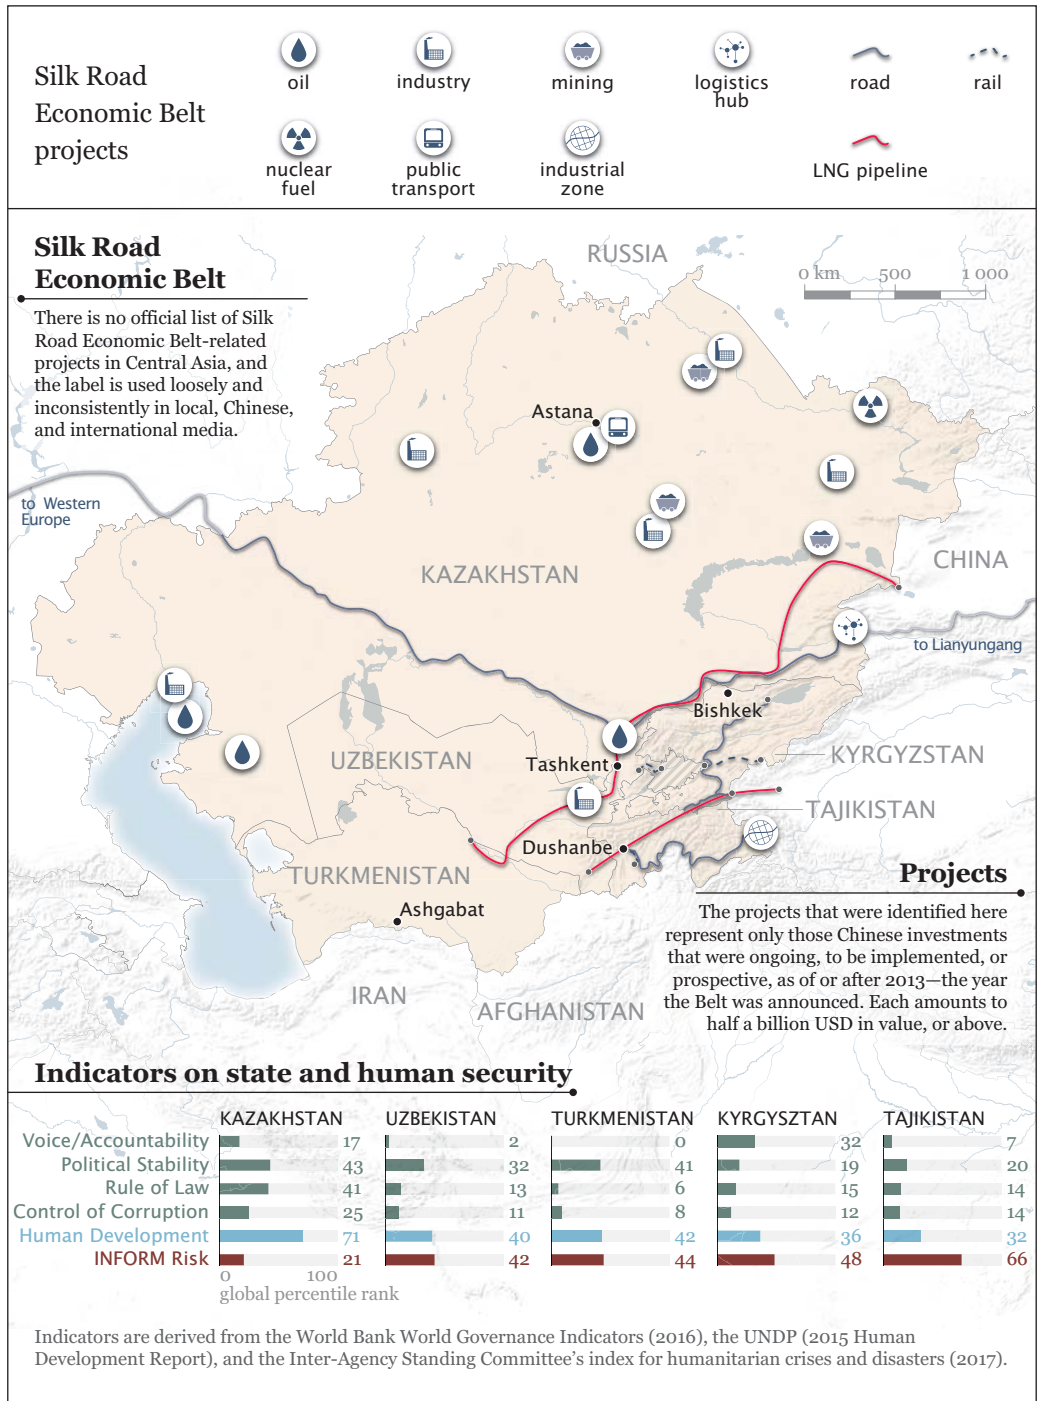 Silk Road
Economic Belt
projects
oil
industry
mining
logistics
hub
road
rail
nuclear
fuel
public
transport
industrial
zone
LNG pipeline
Silk Road
Economic Belt
There is no official list of Silk
Road Economic Belt-related
projects in Central Asia, and
the label is used loosely and
inconsistently in local, Chinese,
and international media.
RUSSIA
0 km 500 1 000
Astana
to Western
Europe
KAZAKHSTAN
CHINA
to Lianyungang
Bishkek
UZBEKISTAN
Tashkent
KYRGYZSTAN
TAJIKISTAN
Dushanbe
TURKMENISTAN
Ashgabat
IRAN
AFGHANISTAN
Projects
The projects that were identified here
represent only those Chinese investments
that were ongoing, to be implemented, or
prospective, as of or after 2013—the year
the Belt was announced. Each amounts to
half a billion USD in value, or above.
Indicators on state and human security
KAZAKHSTAN UZBEKISTAN TURKMENISTAN KYRGYSZTAN TAJIKISTAN
Voice/Accountability 17 2 0 32 7
Political Stability 43 32 41 19 20
Rule of Law 41 13 6 15 14
Control of Corruption 25 11 8 12 14
Human Development 71 40 42 36 32
INFORM Risk 21 42 44 48 66
0 100
global percentile rank
Indicators are derived from the World Bank World Governance Indicators (2016), the UNDP (2015 Human
Development Report), and the Inter-Agency Standing Committee's index for humanitarian crises and disasters (2017).